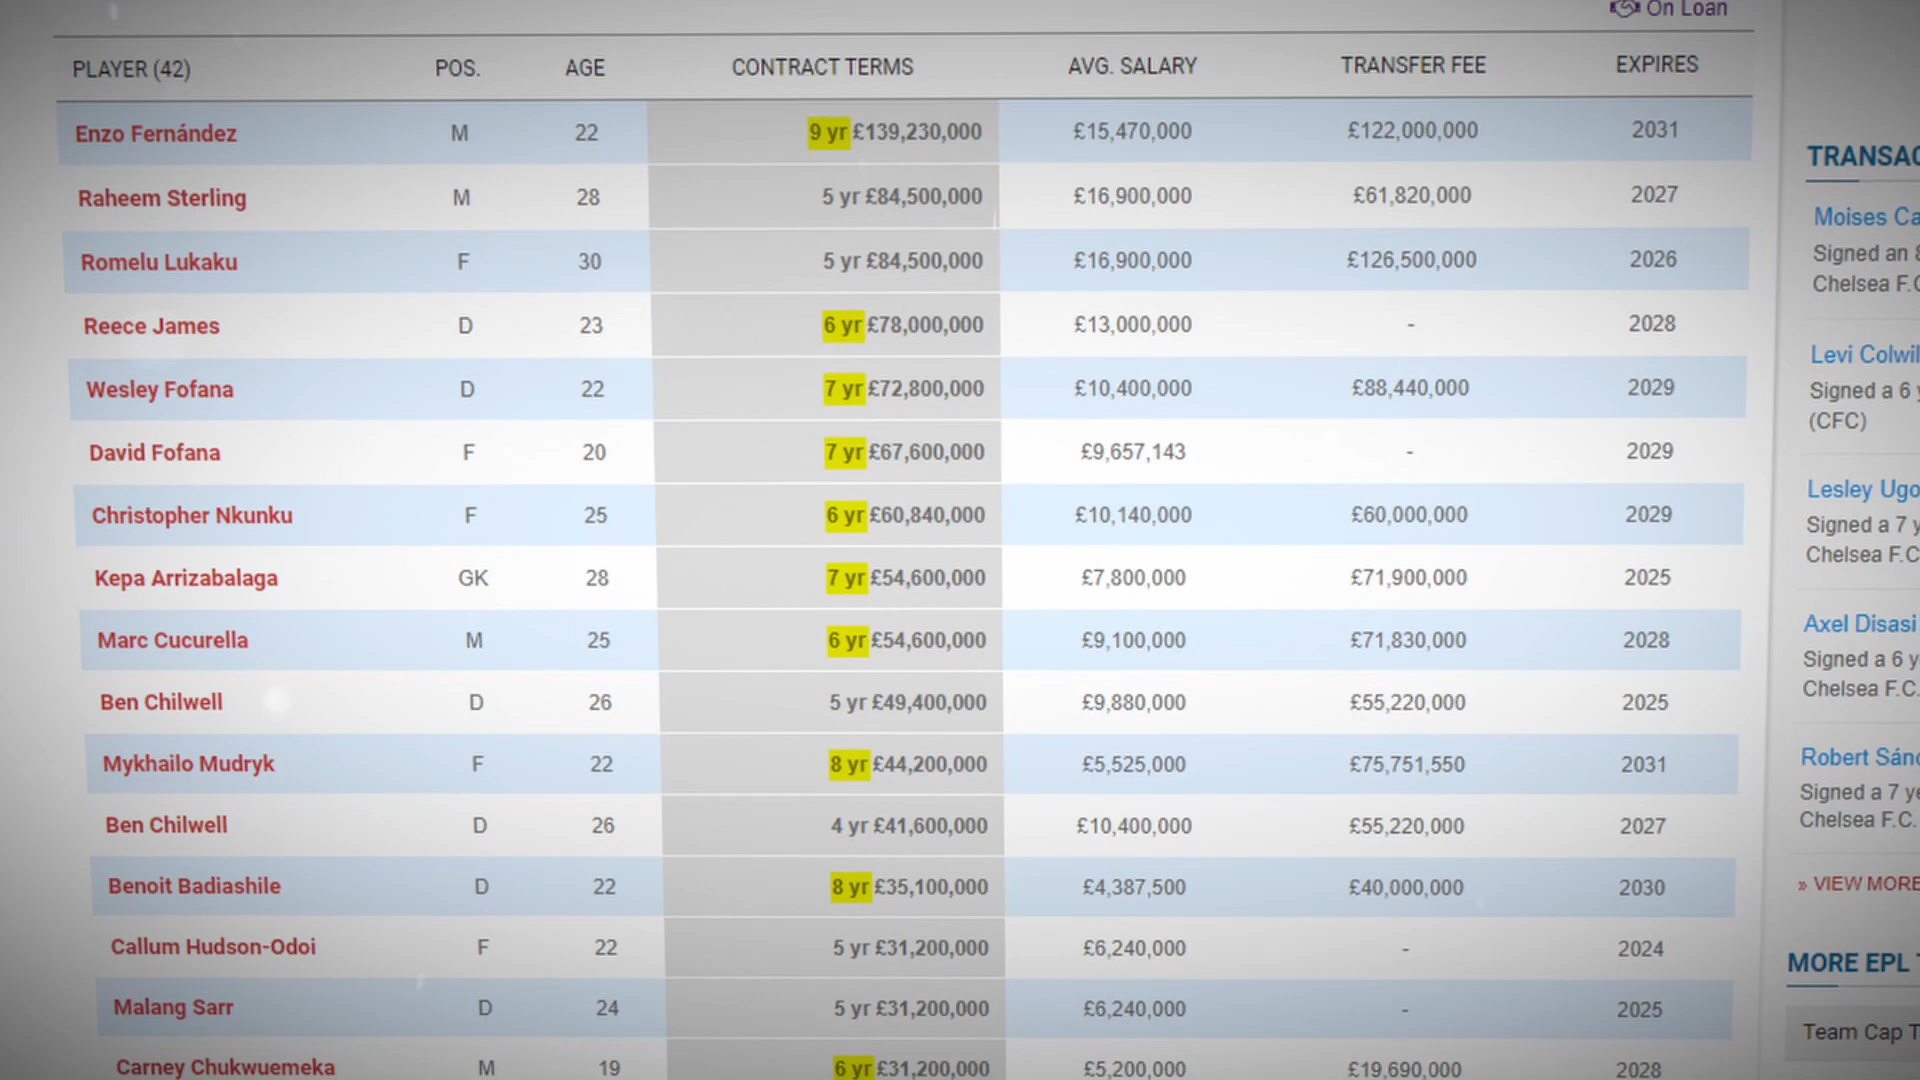 On Loan
PLAYER (42) POS. AGE CONTRACT TERMS AVG. SALARY TRANSFER FEE EXPIRES
Enzo Fernández M 22 9 yr £139,230,000 £15,470,000 £122,000,000 2031
Raheem Sterling M 28 5 yr £84,500,000 £16,900,000 £61,820,000 2027
Romelu Lukaku F 30 5 yr £84,500,000 £16,900,000 £126,500,000 2026
Reece James D 23 6 yr £78,000,000 £13,000,000 - 2028
Wesley Fofana D 22 7 yr £72,800,000 £10,400,000 £88,440,000 2029
David Fofana F 20 7 yr £67,600,000 £9,657,143 - 2029
Christopher Nkunku F 25 6 yr £60,840,000 £10,140,000 £60,000,000 2029
Kepa Arrizabalaga GK 28 7 yr £54,600,000 £7,800,000 £71,900,000 2025
Marc Cucurella M 25 6 yr £54,600,000 £9,100,000 £71,830,000 2028
Ben Chilwell D 26 5 yr £49,400,000 £9,880,000 £55,220,000 2025
Mykhailo Mudryk F 22 8 yr £44,200,000 £5,525,000 £75,751,550 2031
Ben Chilwell D 26 4 yr £41,600,000 £10,400,000 £55,220,000 2027
Benoit Badiashile D 22 8 yr £35,100,000 £4,387,500 £40,000,000 2030
Callum Hudson-Odoi F 22 5 yr £31,200,000 £6,240,000 - 2024
Malang Sarr D 24 5 yr £31,200,000 £6,240,000 - 2025
Carney Chukwuemeka M 19 6 yr £31,200,000 £5,200,000 £19,690,000 2028
TRANSAC
Moises Ca
Signed an 8
Chelsea F.C
Levi Colwil
Signed a 6 y
(CFC)
Lesley Ugo
Signed a 7 y
Chelsea F.C
Axel Disasi
Signed a 6 y
Chelsea F.C.
Robert Sánc
Signed a 7 ye
Chelsea F.C.
» VIEW MORE
MORE EPL T
Team Cap T